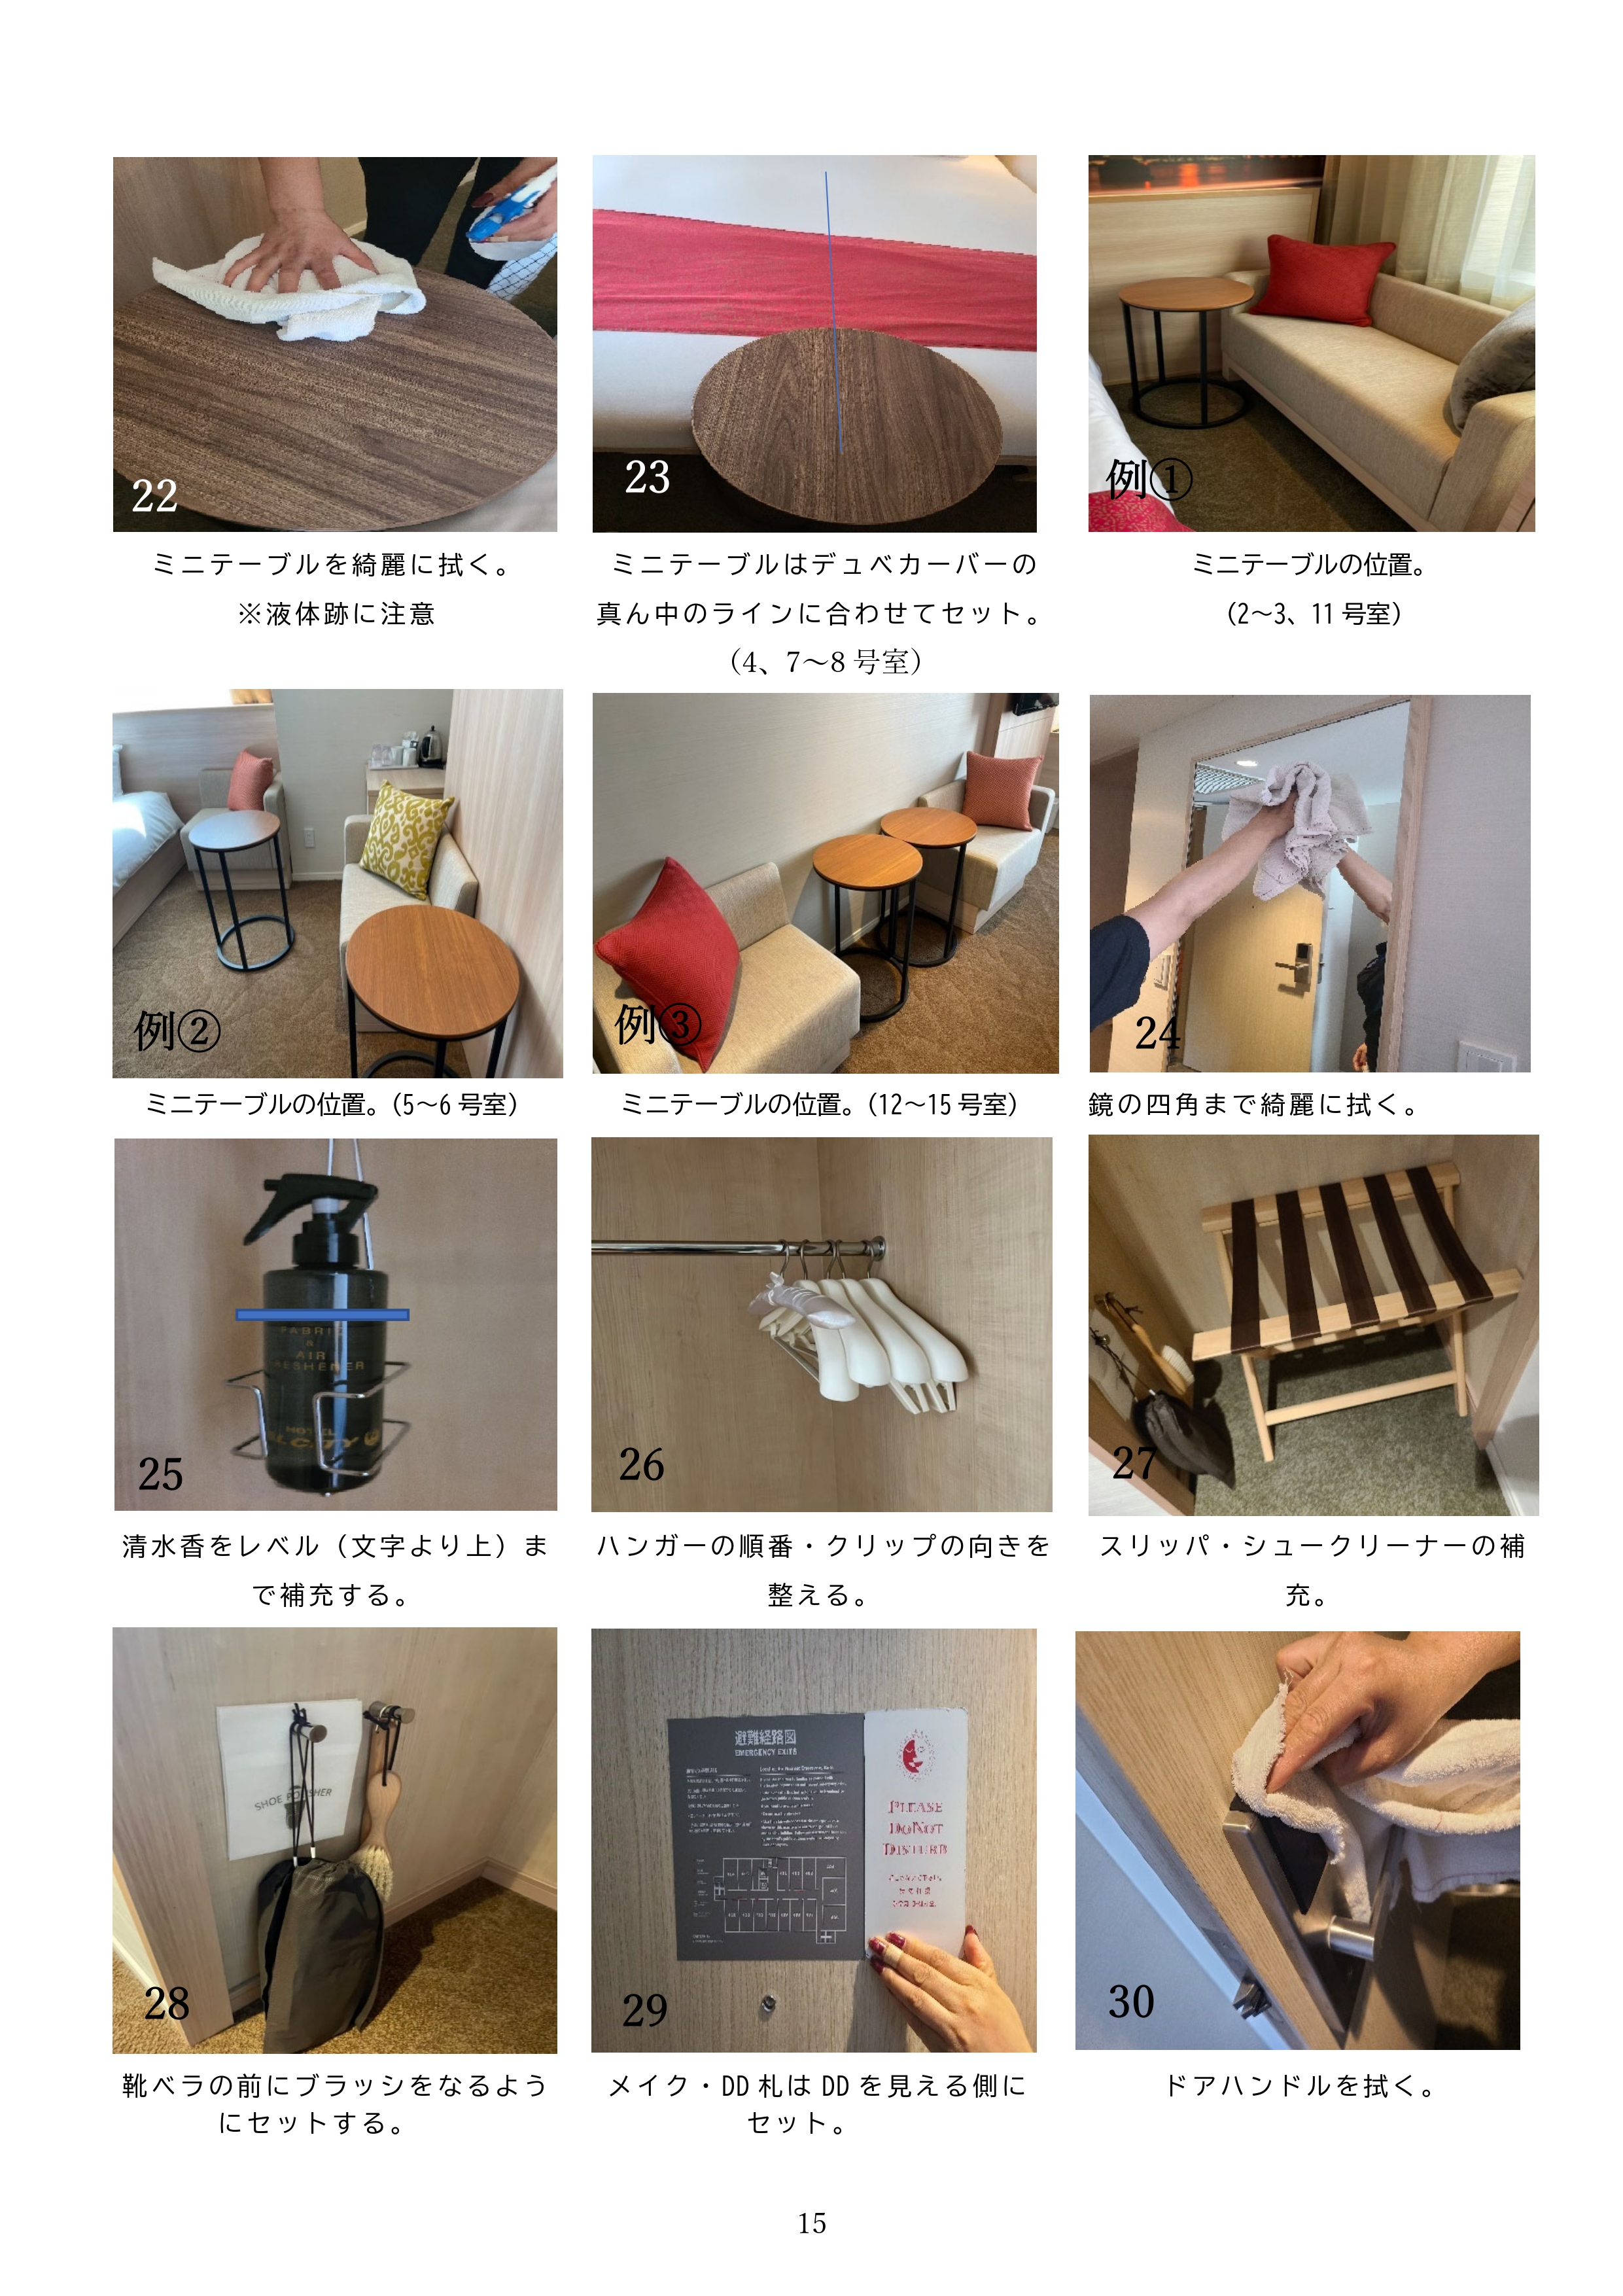 22
ミニテーブルを綺麗に拭く。
※液体跡に注意
23
ミニテーブルはデュベカーバーの
真ん中のラインに合わせてセット。
（4、7～8 号室）
例①
ミニテーブルの位置。
（2～3、11 号室）
例②
ミニテーブルの位置。（5～6 号室）
例③
ミニテーブルの位置。（12～15 号室）
24
鏡の四角まで綺麗に拭く。
FABRIC
&
AIR
HOTEL
25
清水香をレベル（文字より上）ま
で補充する。
26
ハンガーの順番・クリップの向きを
整える。
27
スリッパ・シュークリーナーの補
充。
SHOE POLISHER
28
靴ベラの前にブラッシをなるよう
にセットする。
避難経路図
EMERGENCY EXITS
PLEASE
DO NOT
DISTURB
29
メイク・DD 札は DD を見える側に
セット。
30
ドアハンドルを拭く。
15